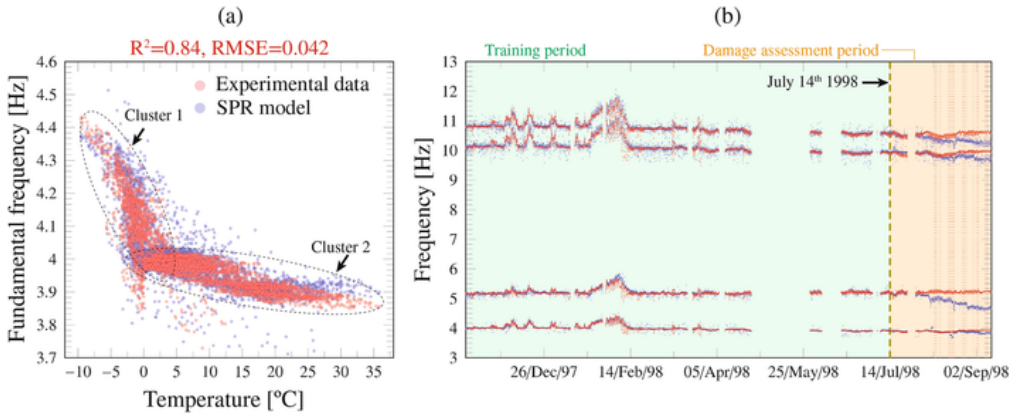 (a)
R²=0.84, RMSE=0.042
Fundamental frequency [Hz]
4.6
4.5
4.4
4.3
4.2
4.1
4
3.9
3.8
3.7
Experimental data
SPR model
Cluster 1
Cluster 2
−10 −5 0 5 10 15 20 25 30 35
Temperature [ºC]
(b)
Training period
Damage assessment period
July 14th 1998
Frequency [Hz]
13
12
11
10
9
8
7
6
5
4
3
26/Dec/97 14/Feb/98 05/Apr/98 25/May/98 14/Jul/98 02/Sep/98